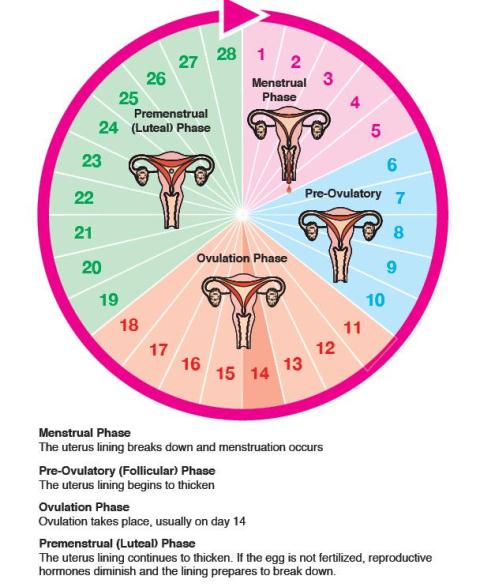 28
1
27
2
26
3
25
4
24
5
23
6
22
7
21
8
20
9
19
10
18
11
17
12
16
13
15
14
Menstrual
Phase
Premenstrual
(Luteal) Phase
Pre-Ovulatory
Ovulation Phase
Menstrual Phase
The uterus lining breaks down and menstruation occurs
Pre-Ovulatory (Follicular) Phase
The uterus lining begins to thicken
Ovulation Phase
Ovulation takes place, usually on day 14
Premenstrual (Luteal) Phase
The uterus lining continues to thicken. If the egg is not fertilized, reproductive
hormones diminish and the lining prepares to break down.